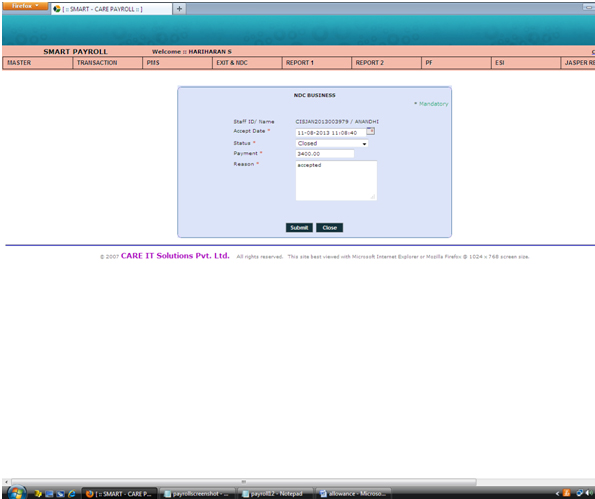 Firefox
[ :: SMART - CARE PAYROLL :: ]
SMART PAYROLL Welcome :: HARIHARAN S
MASTER TRANSACTION PMS EXIT & NDC REPORT 1 REPORT 2 PF ESI JASPER RE
NDC BUSINESS
* Mandatory
Staff ID/ Name CISJAN2013003979 / ANANDHI
Accept Date * 11-08-2013 11:08:40
Status * Closed
Payment * 3400.00
Reason * accepted
Submit Close
© 2007 CARE IT Solutions Pvt. Ltd. All rights reserved. This site best viewed with Microsoft Internet Explorer or Mozilla Firefox @ 1024 x 768 screen size.
[ :: SMART - CARE P... payrollscreenshot - ... payroll12 - Notepad allowance - Microso...